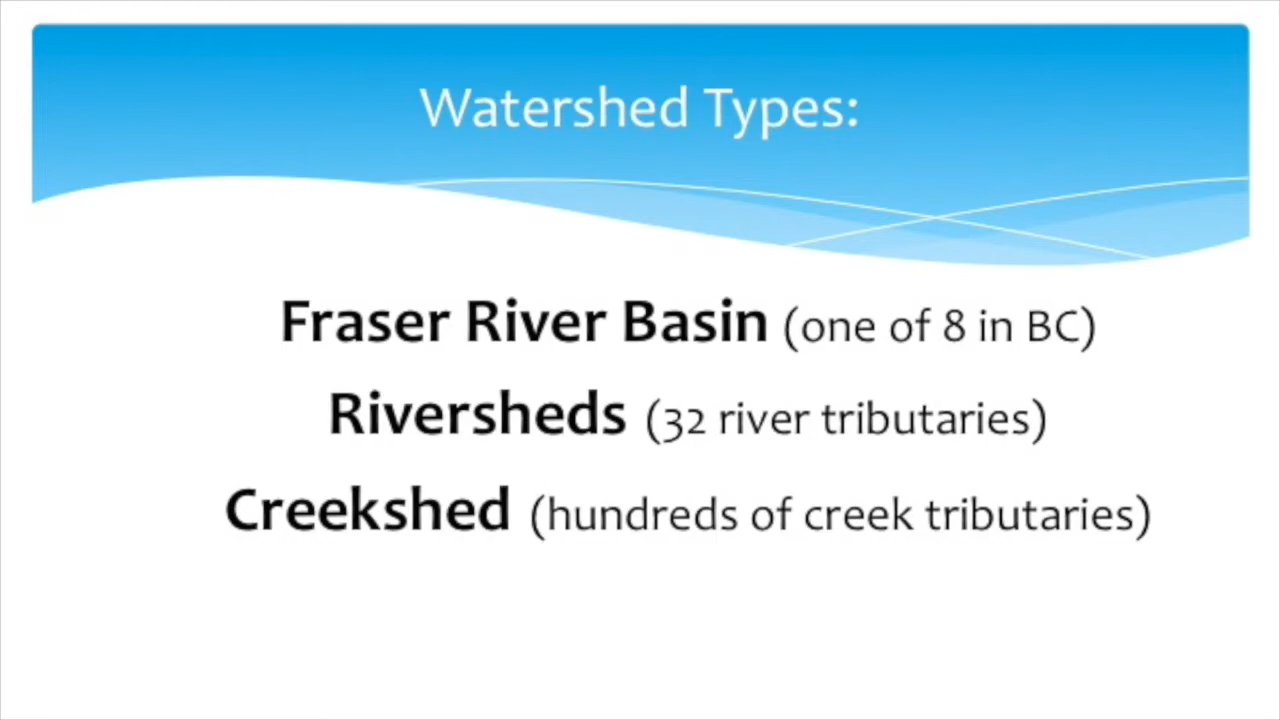 Watershed Types:
Fraser River Basin (one of 8 in BC)
Riversheds (32 river tributaries)
Creekshed (hundreds of creek tributaries)